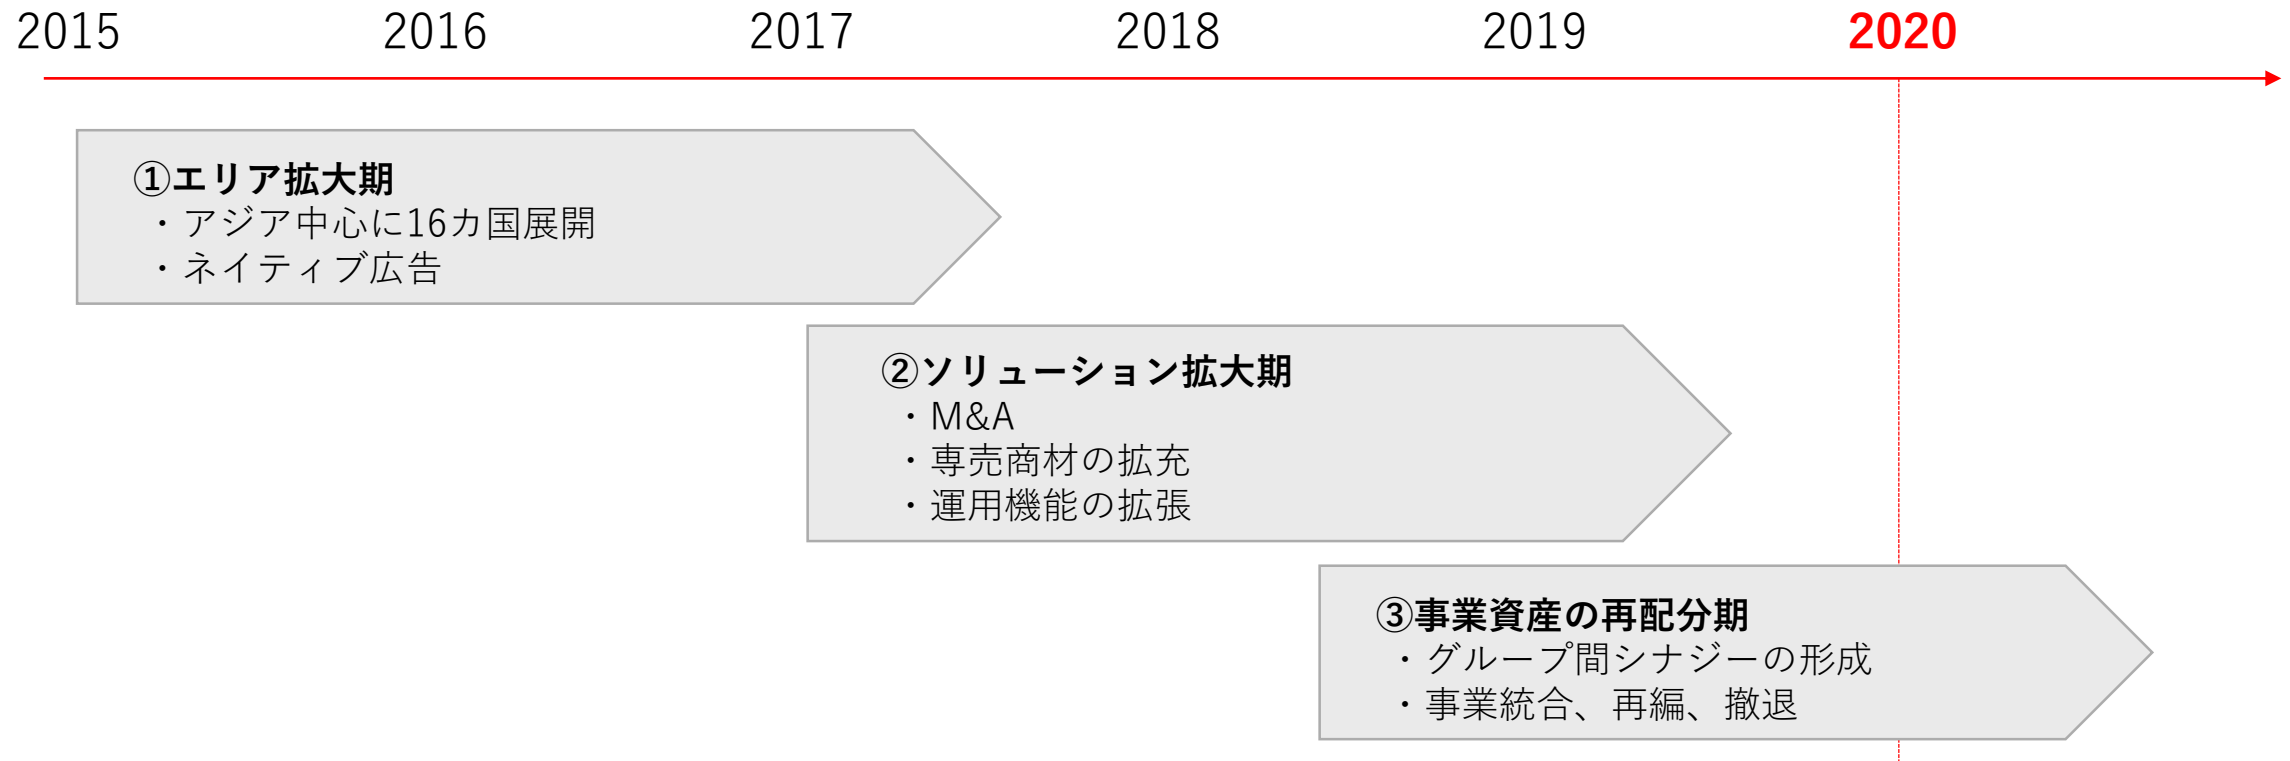 2015 2016 2017 2018 2019 2020
①エリア拡大期
・アジア中心に16カ国展開
・ネイティブ広告
②ソリューション拡大期
・M&A
・専売商材の拡充
・運用機能の拡張
③事業資産の再配分期
・グループ間シナジーの形成
・事業統合、再編、撤退